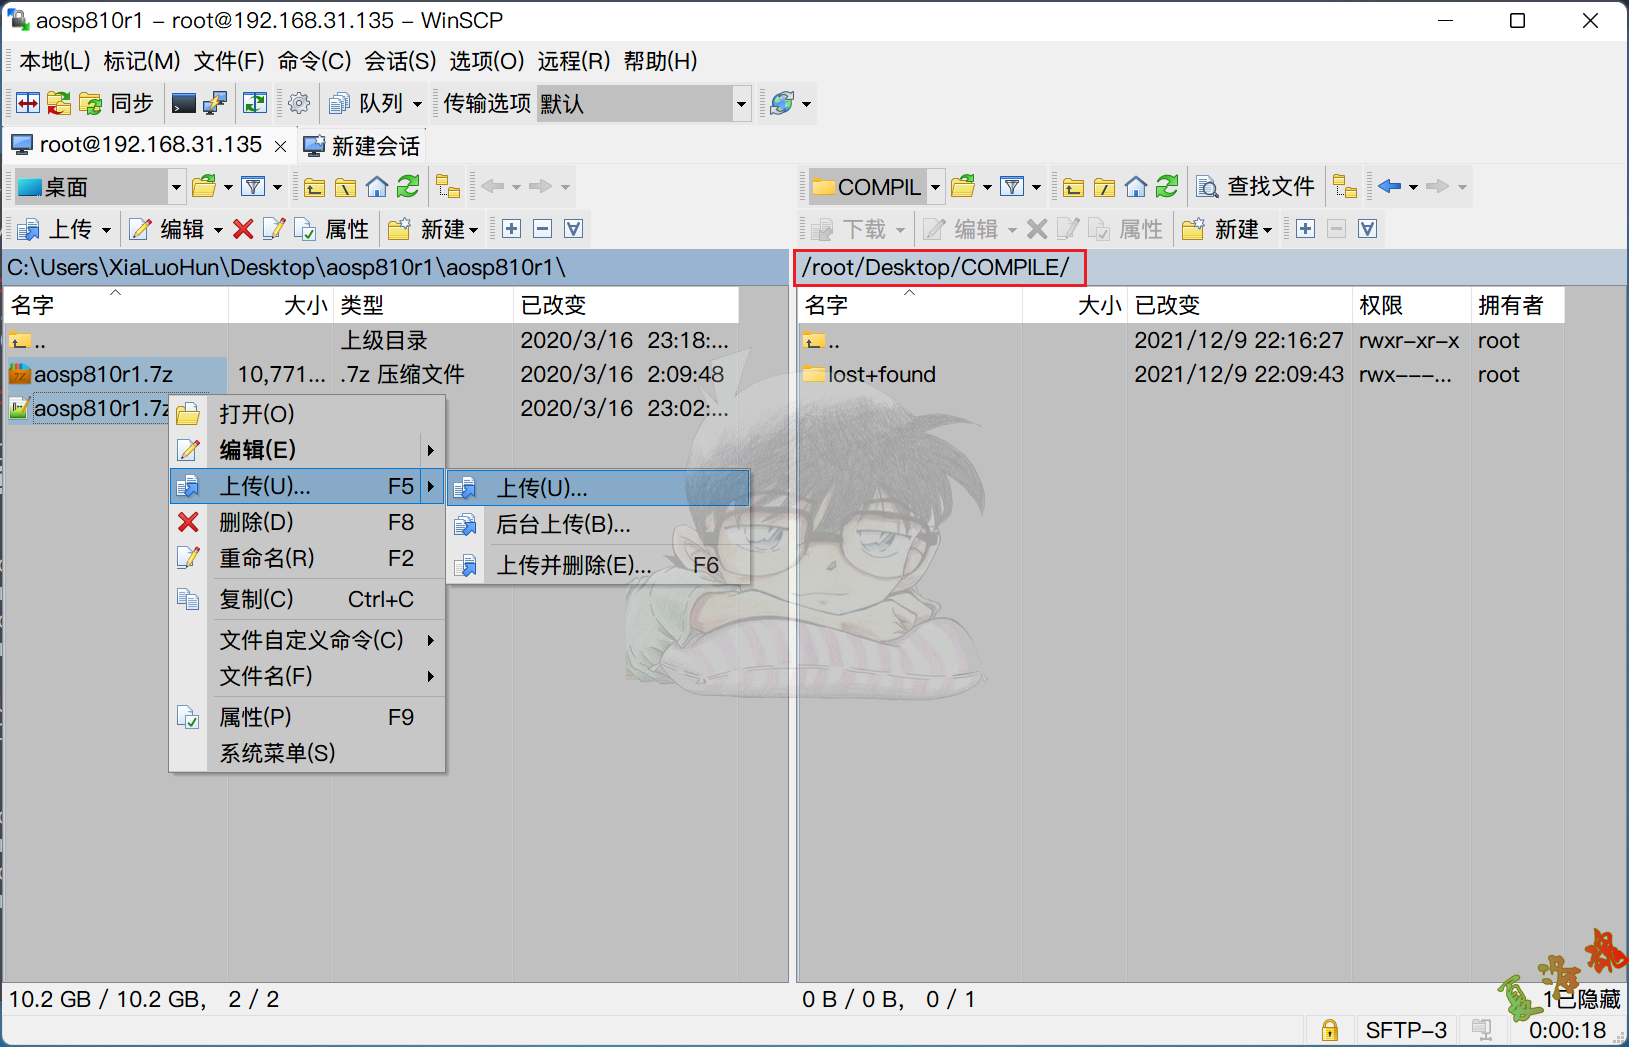 aosp810r1 – root@192.168.31.135 – WinSCP
本地(L) 标记(M) 文件(F) 命令(C) 会话(S) 选项(O) 远程(R) 帮助(H)
同步 队列 传输选项 默认
root@192.168.31.135 × 新建会话
桌面 COMPIL 查找文件
上传 编辑 属性 新建 下载 编辑 属性 新建
C:\Users\XiaLuoHun\Desktop\aosp810r1\aosp810r1\ /root/Desktop/COMPILE/
名字 大小 类型 已改变 名字 大小 已改变 权限 拥有者
.. 上级目录 2020/3/16 23:18:... .. 2021/12/9 22:16:27 rwxr-xr-x root
aosp810r1.7z 10,771... .7z 压缩文件 2020/3/16 2:09:48 lost+found 2021/12/9 22:09:43 rwx---... root
aosp810r1.7z 2020/3/16 23:02:...
打开(O)
编辑(E)
上传(U)... F5 上传(U)...
删除(D) F8 后台上传(B)...
重命名(R) F2 上传并删除(E)... F6
复制(C) Ctrl+C
文件自定义命令(C)
文件名(F)
属性(P) F9
系统菜单(S)
夏洛魂
10.2 GB / 10.2 GB, 2 / 2 0 B / 0 B, 0 / 1 1已隐藏
SFTP-3 0:00:18